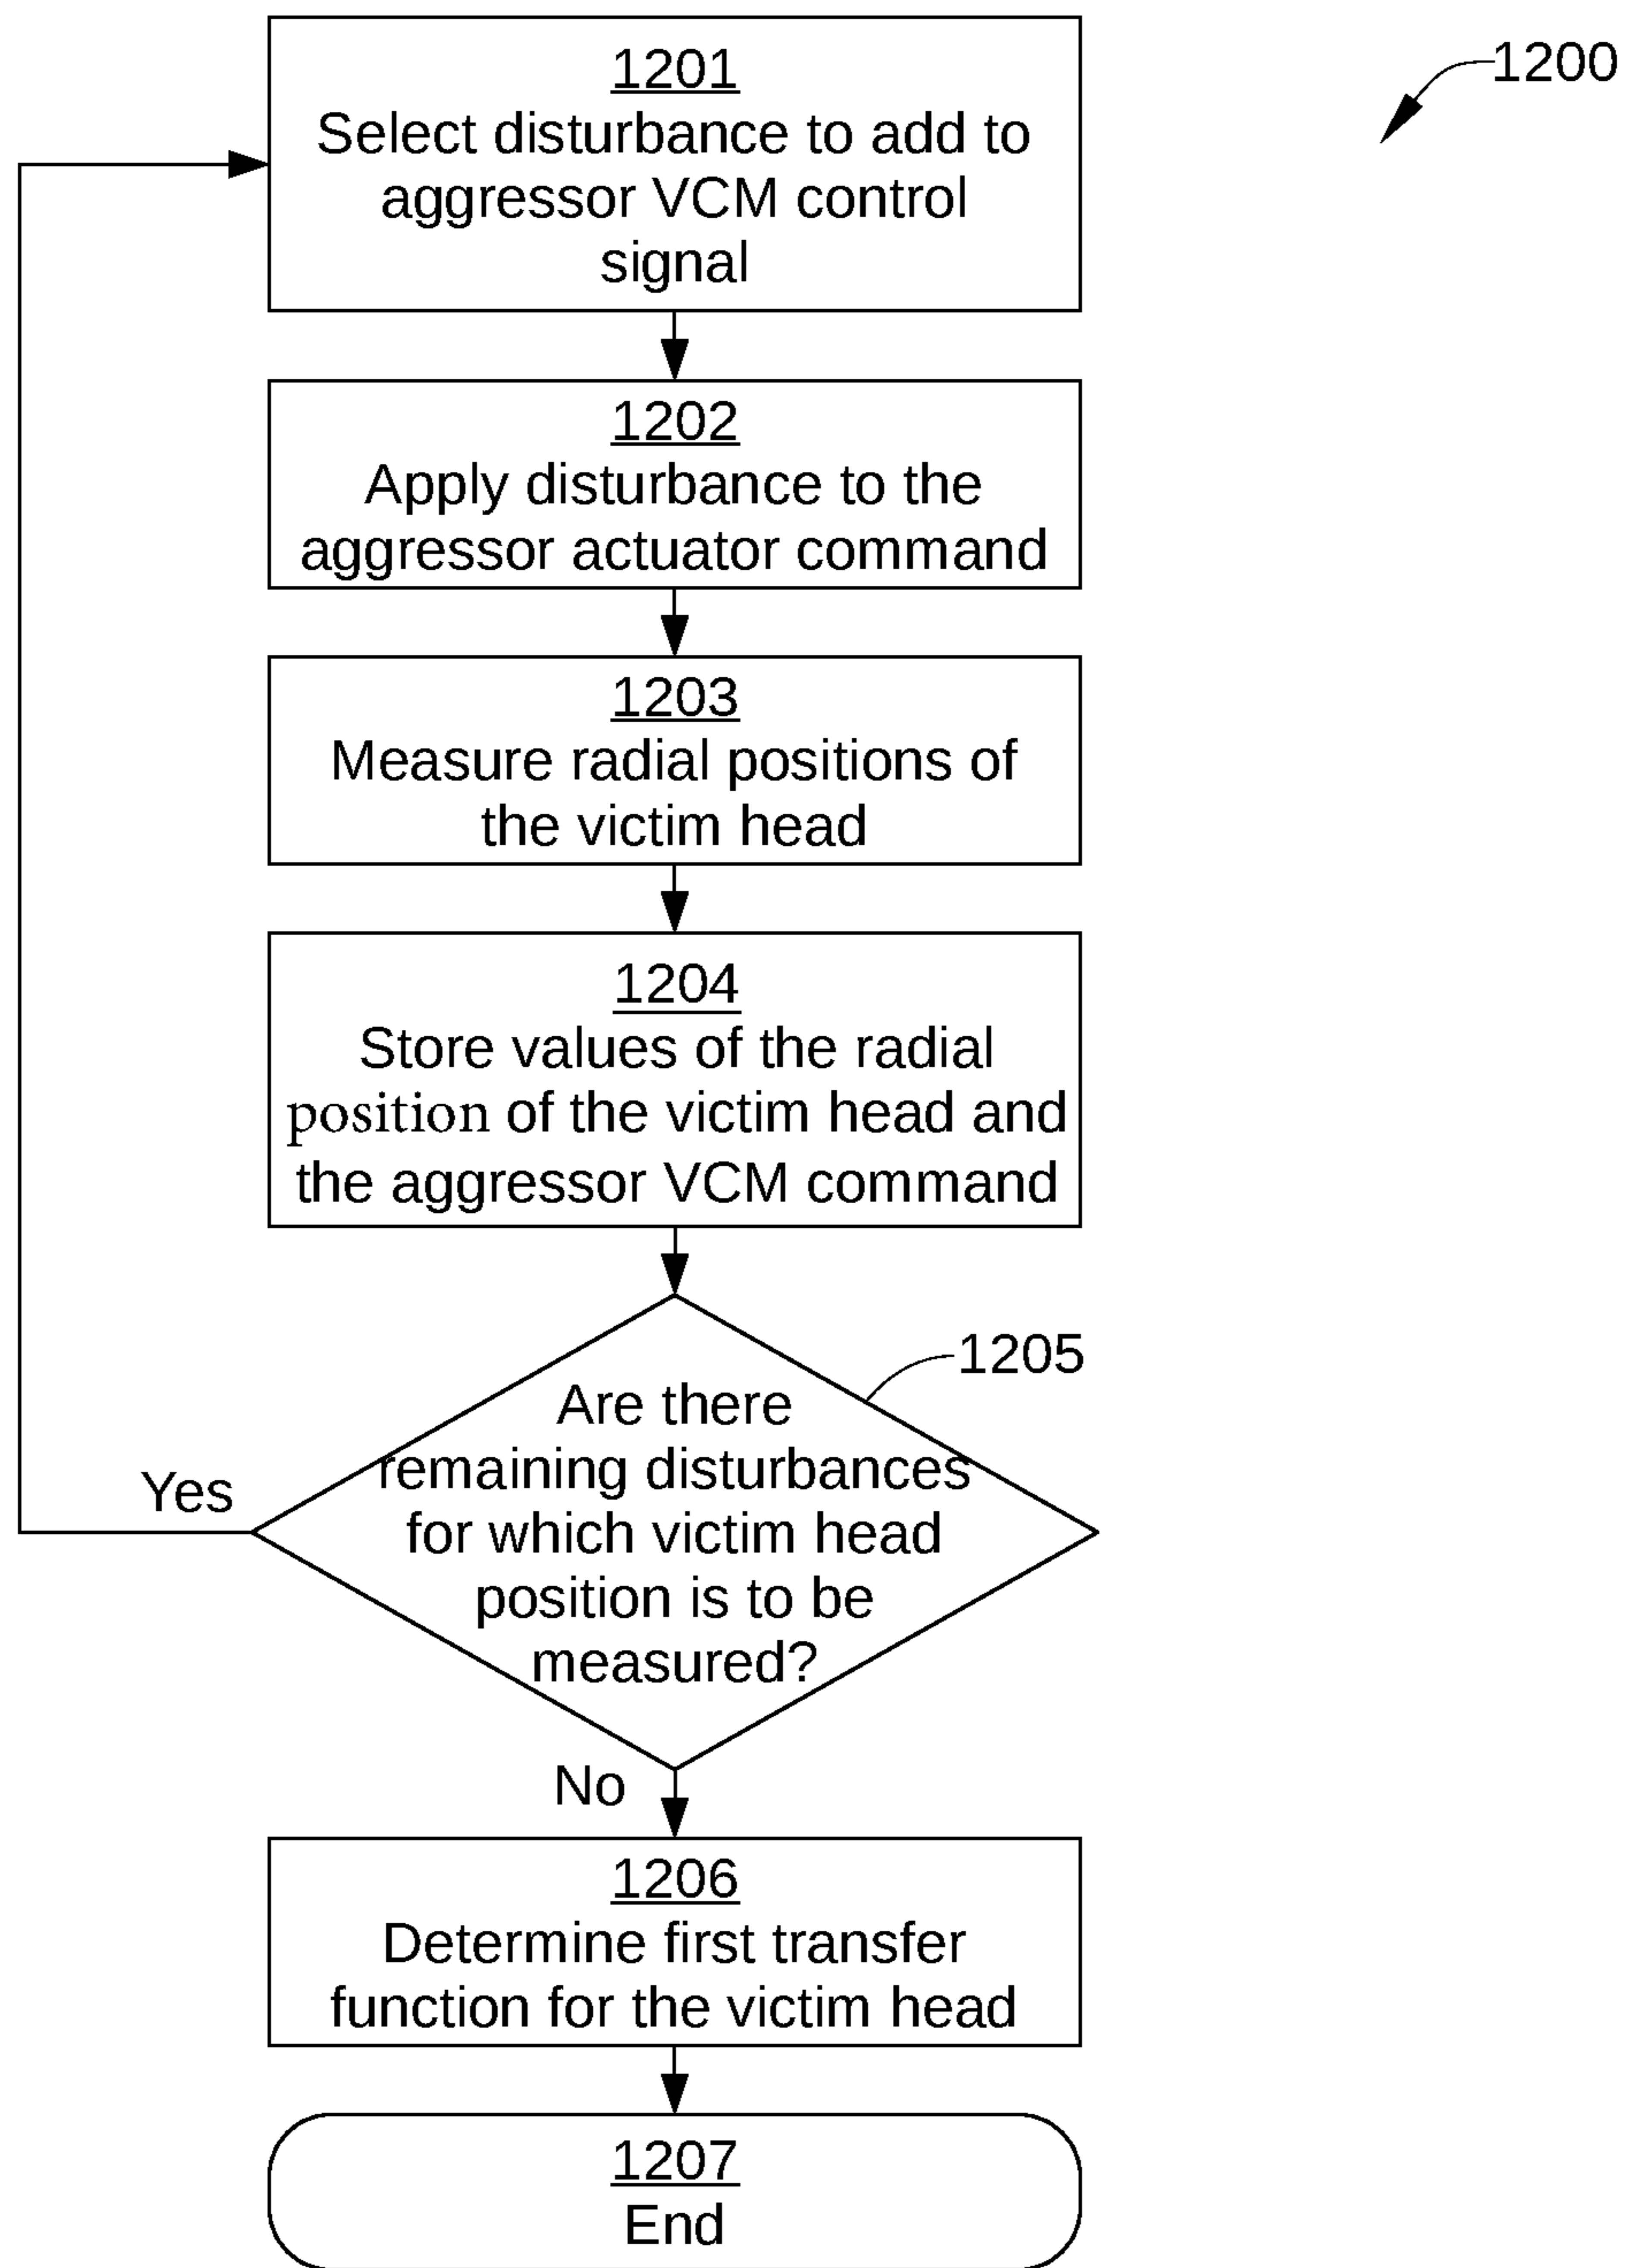 1200
1201
Select disturbance to add to
aggressor VCM control
signal
1202
Apply disturbance to the
aggressor actuator command
1203
Measure radial positions of
the victim head
1204
Store values of the radial
position of the victim head and
the aggressor VCM command
1205
Are there
remaining disturbances
for which victim head
position is to be
measured?
Yes
No
1206
Determine first transfer
function for the victim head
1207
End